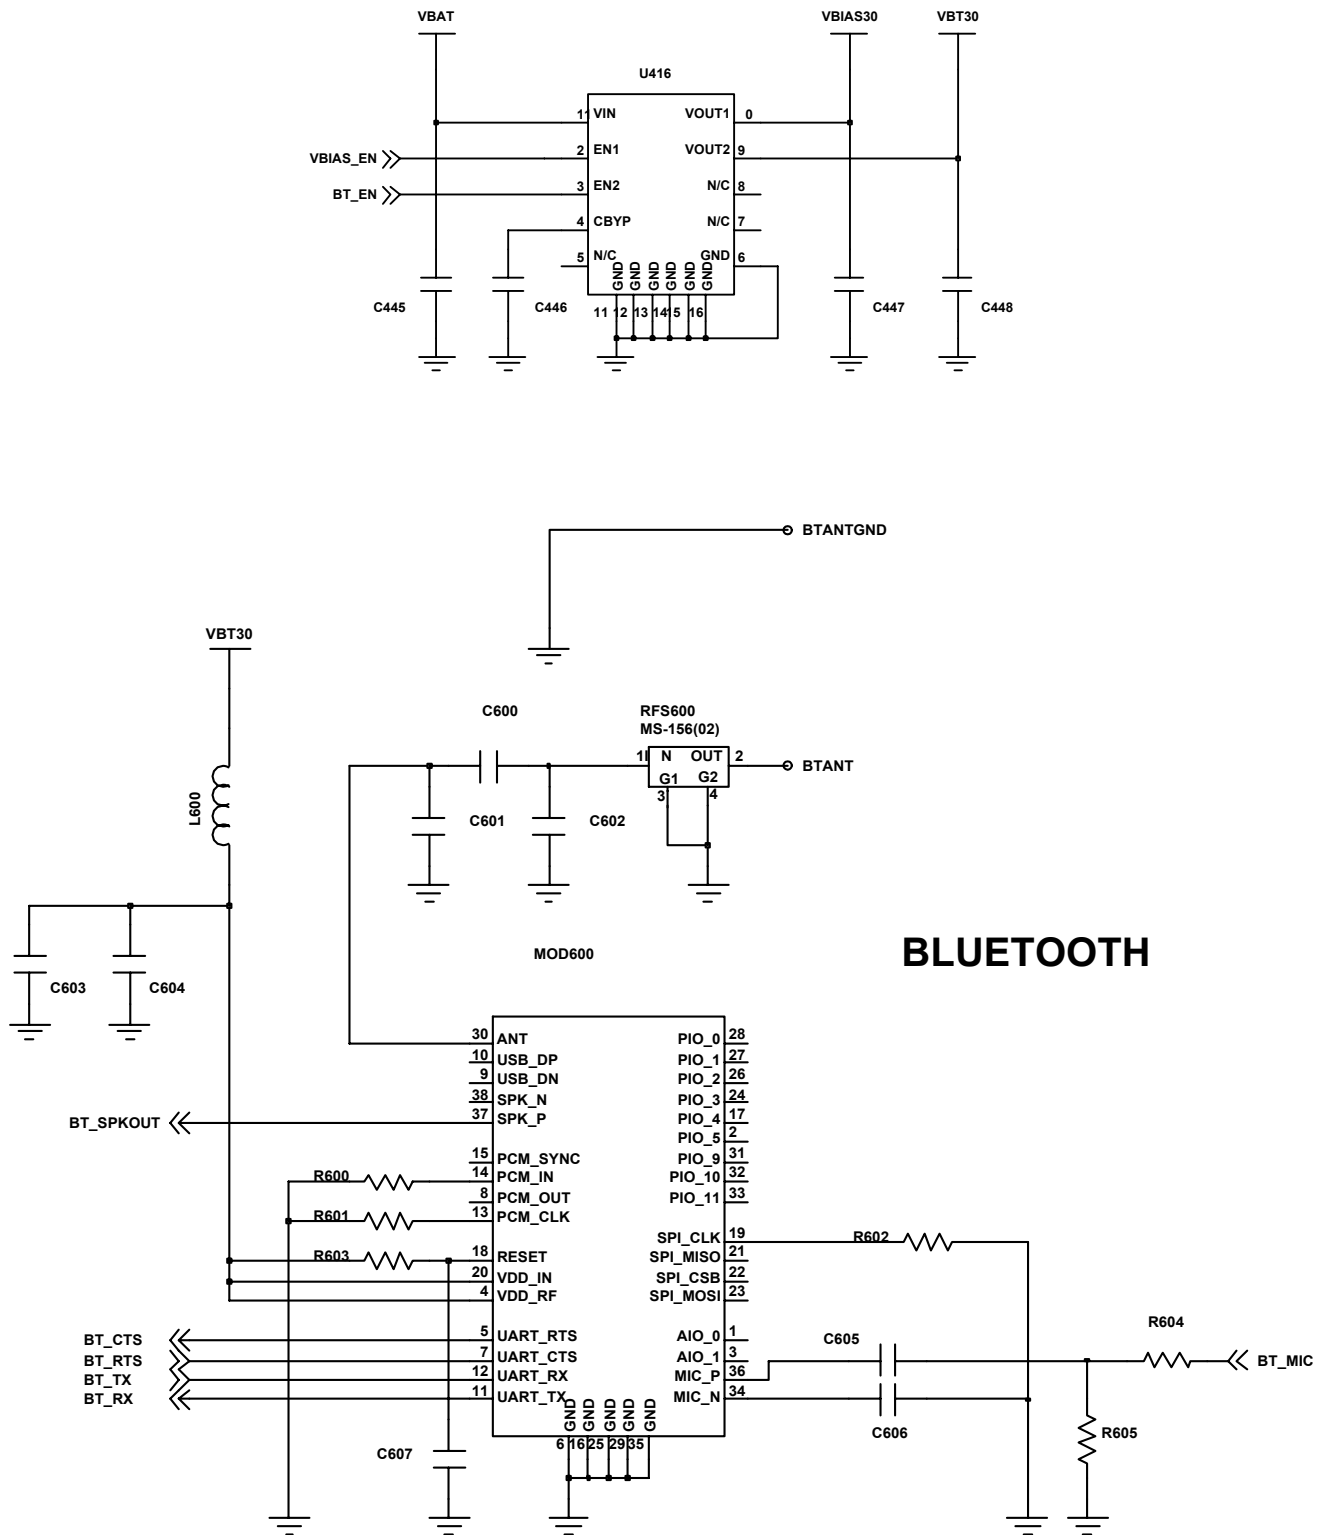 VBAT VBIAS30 VBT30
U416
11 VIN VOUT1 0
VBIAS_EN 2 EN1 VOUT2 9
BT_EN 3 EN2 N/C 8
4 CBYP N/C 7
5 N/C GND 6
GND GND GND GND GND GND
C445 C446 C447 C448
11 12 13 14 15 16
BTANTGND
VBT30
C600 RFS600
MS-156(02)
1 IN OUT 2 BTANT
G1 G2
3 4
L600
C601 C602
MOD600
BLUETOOTH
C603 C604
30 ANT PIO_0 28
10 USB_DP PIO_1 27
9 USB_DN PIO_2 26
38 SPK_N PIO_3 24
BT_SPKOUT 37 SPK_P PIO_4 17
PIO_5 2
15 PCM_SYNC PIO_9 31
R600 14 PCM_IN PIO_10 32
8 PCM_OUT PIO_11 33
R601 13 PCM_CLK
SPI_CLK 19 R602
R603 18 RESET SPI_MISO 21
20 VDD_IN SPI_CSB 22
4 VDD_RF SPI_MOSI 23
BT_CTS 5 UART_RTS AIO_0 1 C605 R604
BT_RTS 7 UART_CTS AIO_1 3 BT_MIC
BT_TX 12 UART_RX MIC_P 36
BT_RX 11 UART_TX MIC_N 34
GND GND GND GND GND
C606 R605
6 16 25 29 35
C607